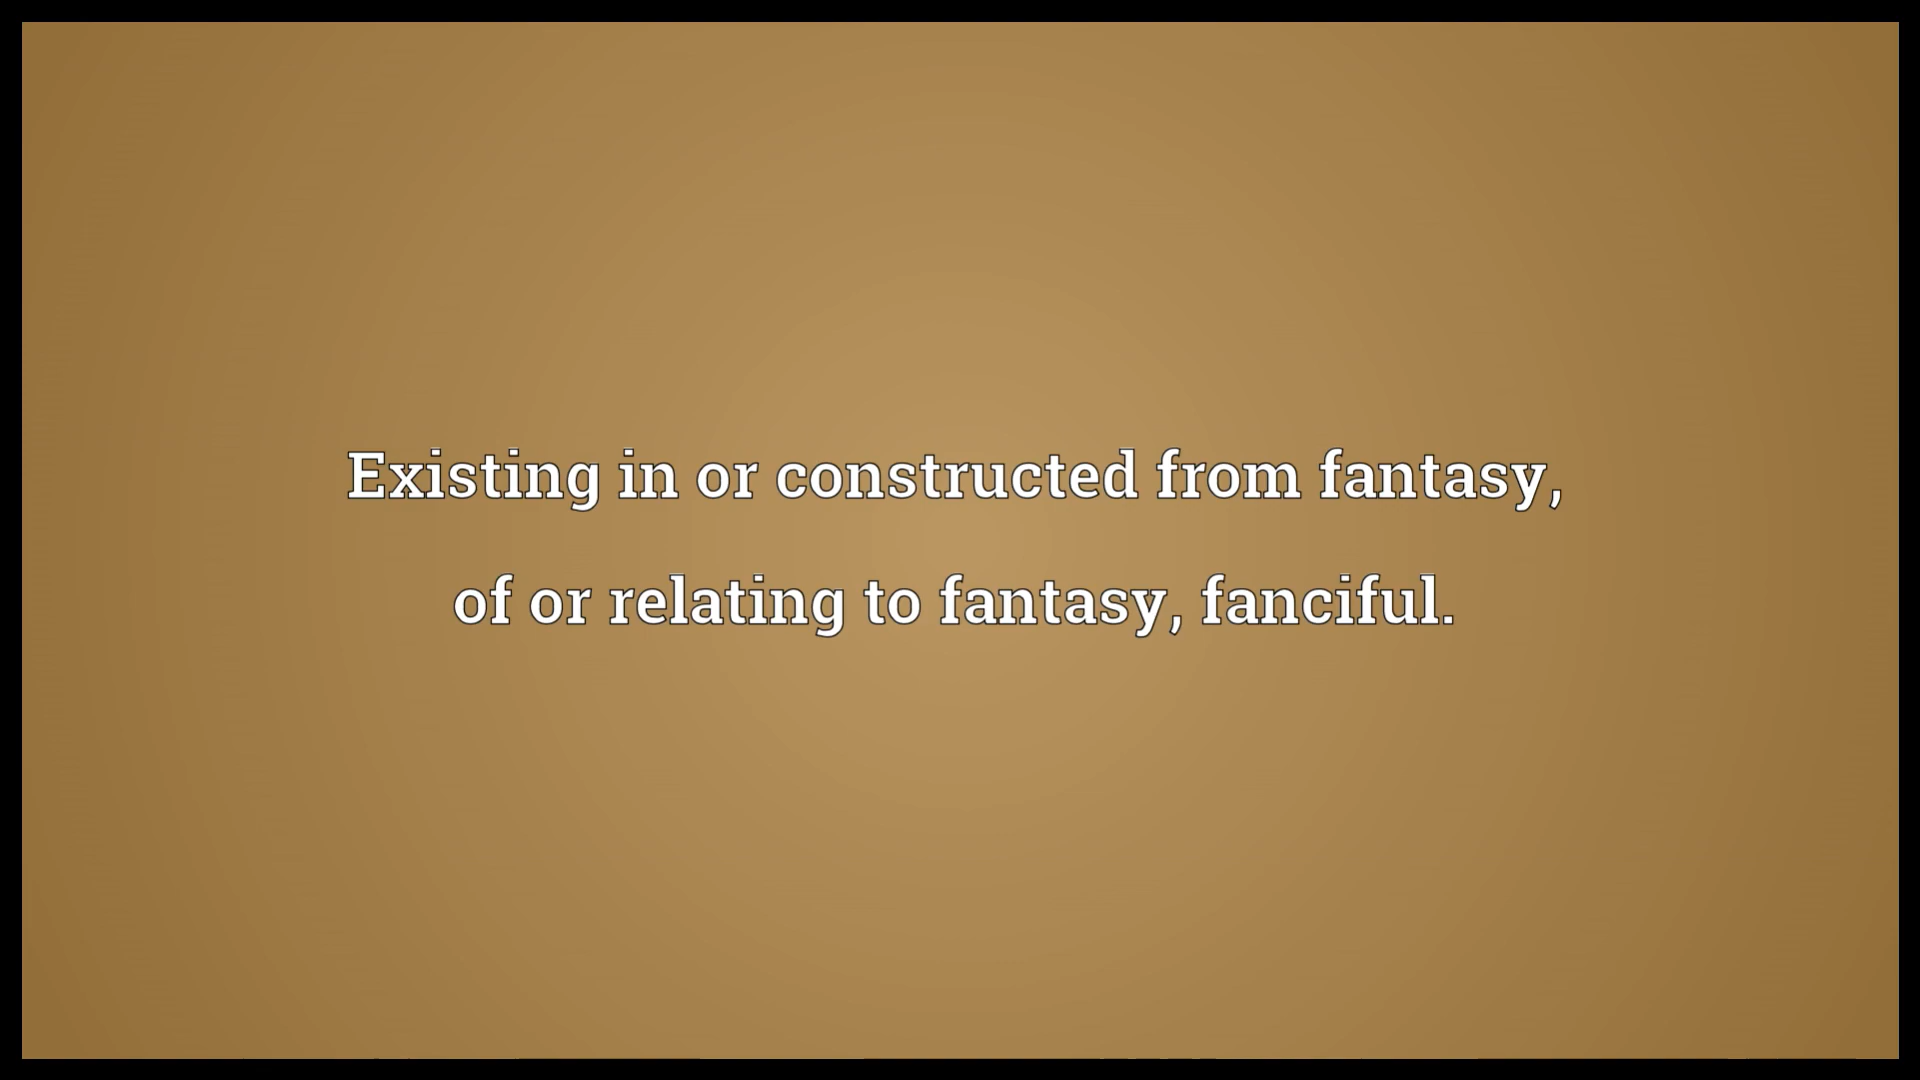 Existing in or constructed from fantasy,
of or relating to fantasy, fanciful.